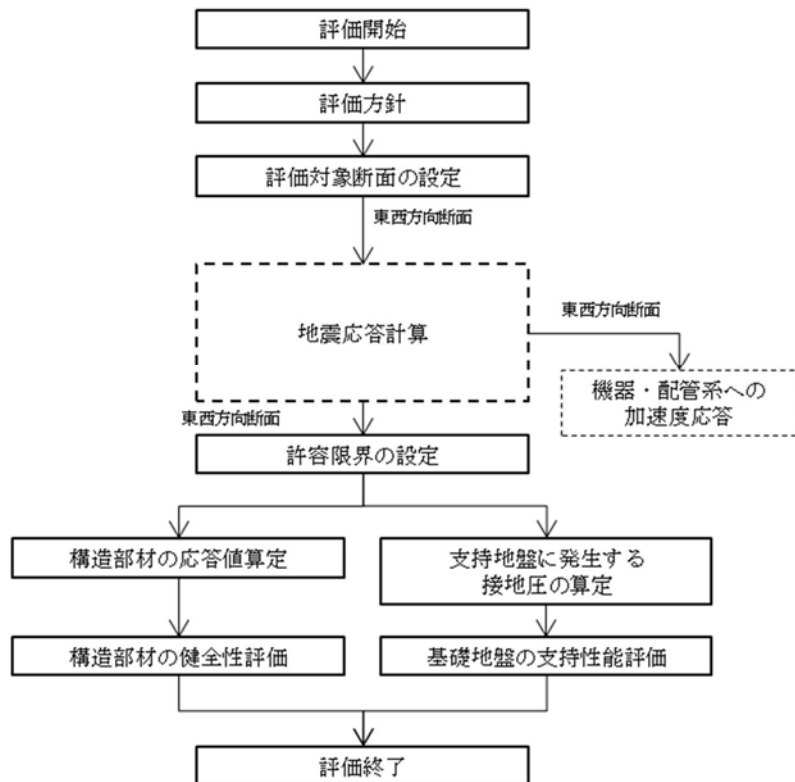 評価開始
評価方針
評価対象断面の設定
東西方向断面
地震応答計算
東西方向断面
機器・配管系への
加速度応答
東西方向断面
許容限界の設定
構造部材の応答値算定
支持地盤に発生する
接地圧の算定
構造部材の健全性評価
基礎地盤の支持性能評価
評価終了